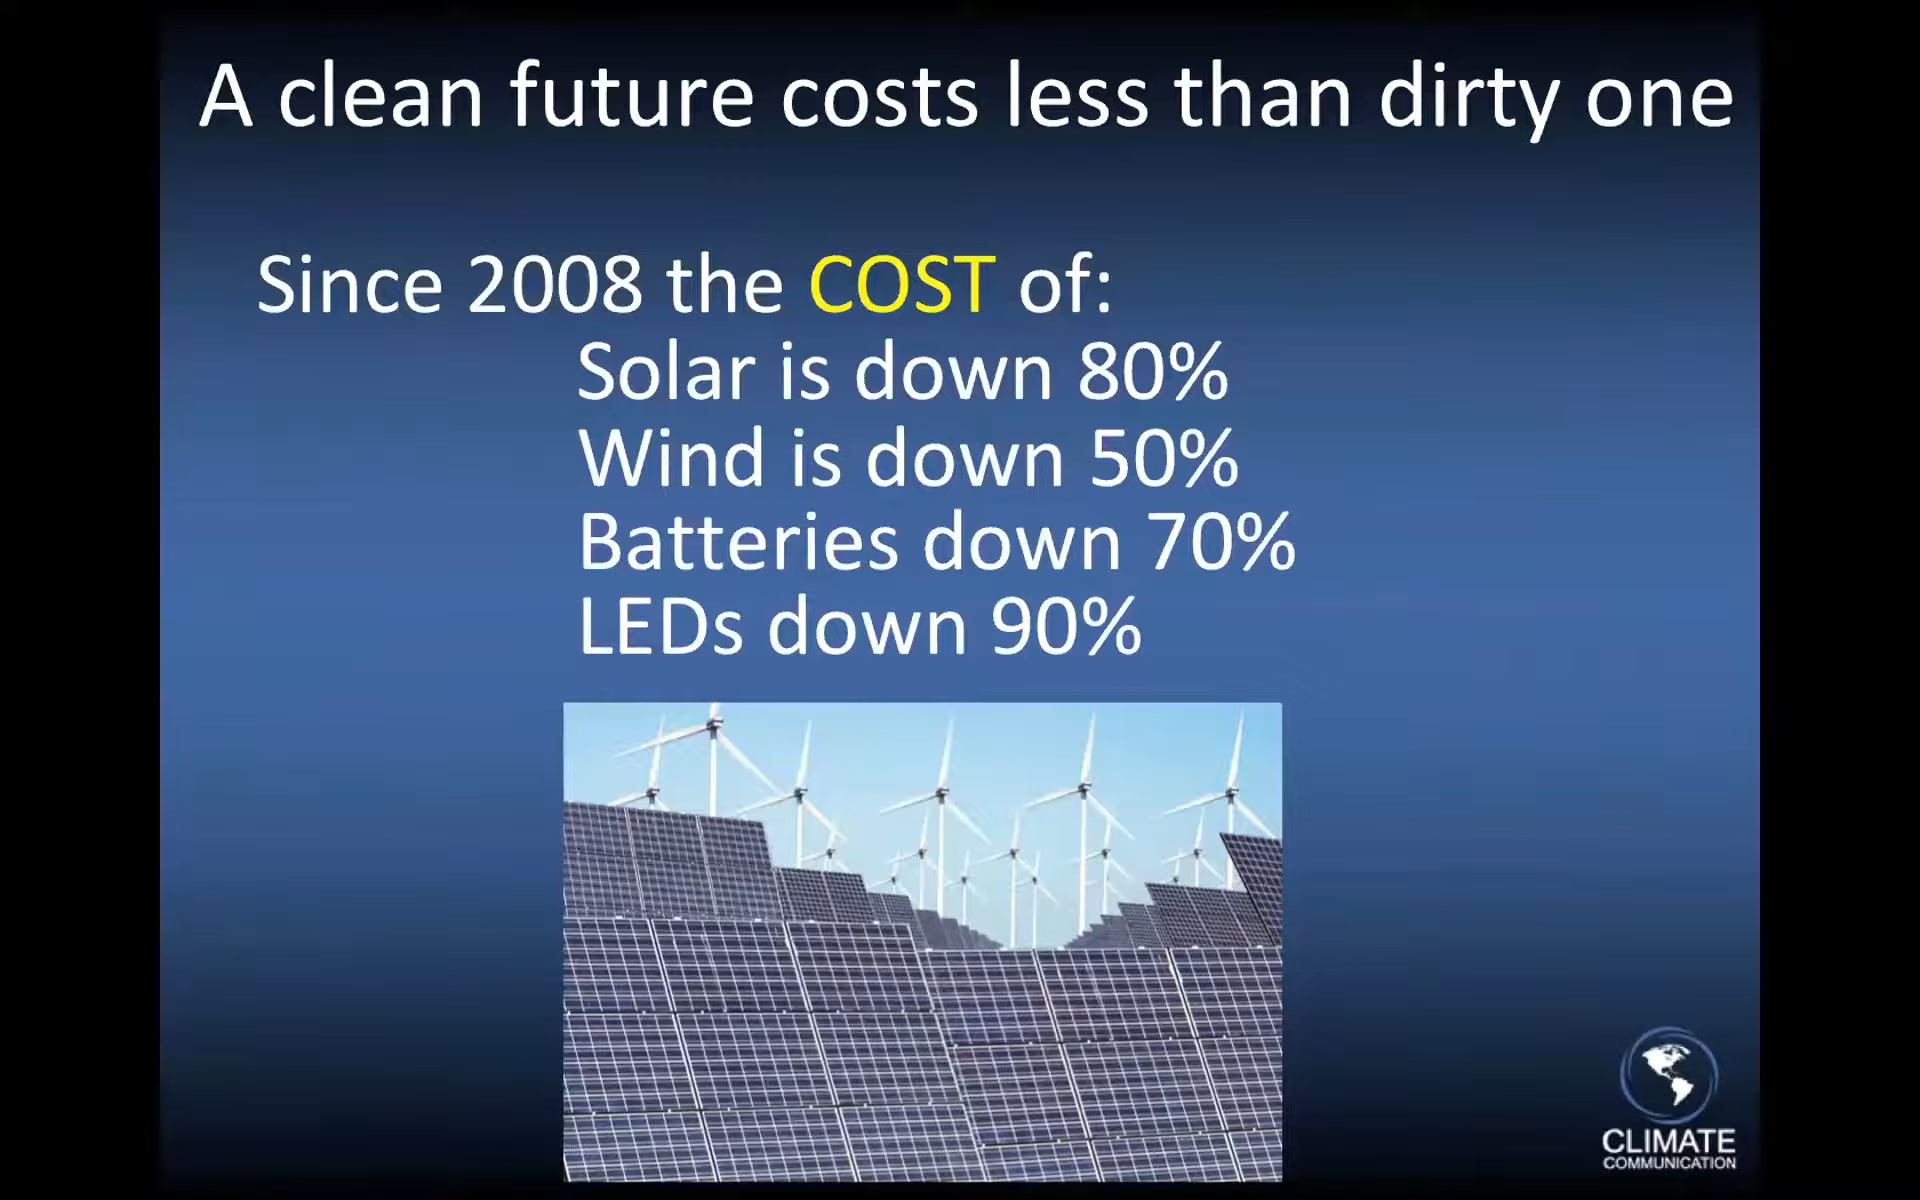 A clean future costs less than dirty one
Since 2008 the COST of:
Solar is down 80%
Wind is down 50%
Batteries down 70%
LEDs down 90%
CLIMATE
COMMUNICATION